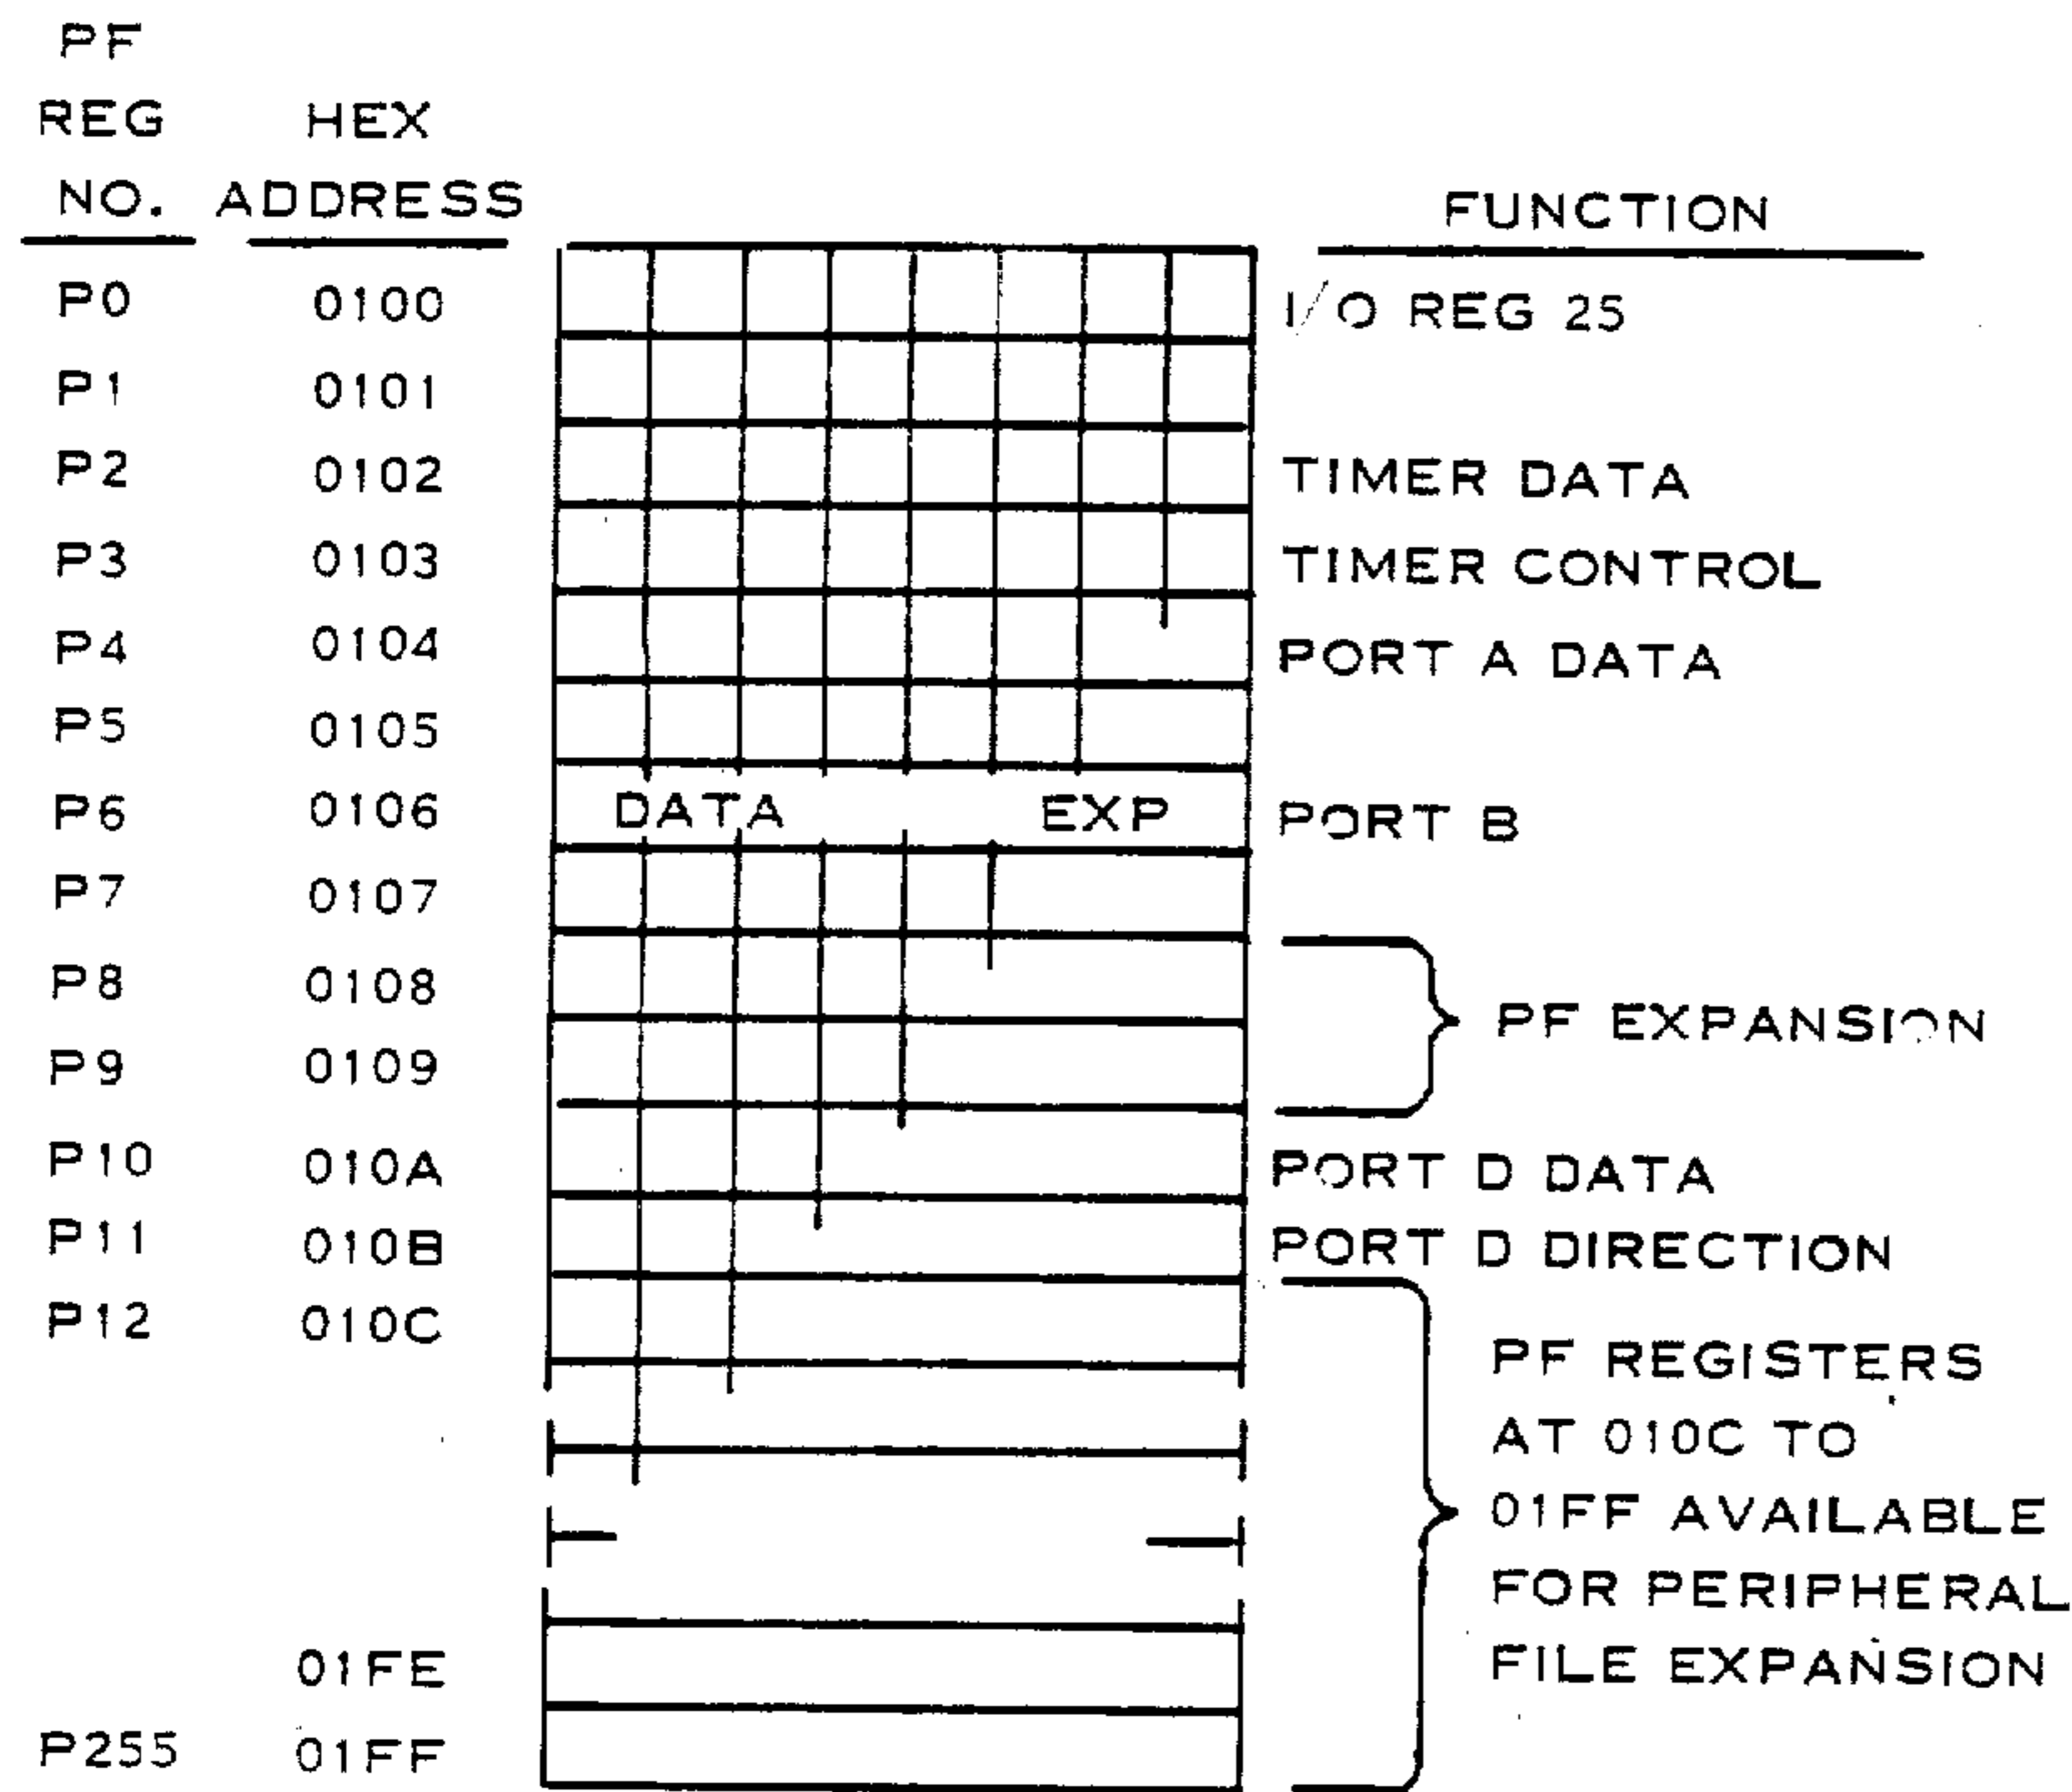 PF
REG HEX
NO. ADDRESS FUNCTION
P0 0100 I/O REG 25
P1 0101
P2 0102 TIMER DATA
P3 0103 TIMER CONTROL
P4 0104 PORT A DATA
P5 0105
P6 0106 DATA EXP PORT B
P7 0107
P8 0108
PF EXPANSION
P9 0109
P10 010A PORT D DATA
P11 010B PORT D DIRECTION
P12 010C
PF REGISTERS
AT 010C TO
01FF AVAILABLE
FOR PERIPHERAL
FILE EXPANSION
01FE
P255 01FF